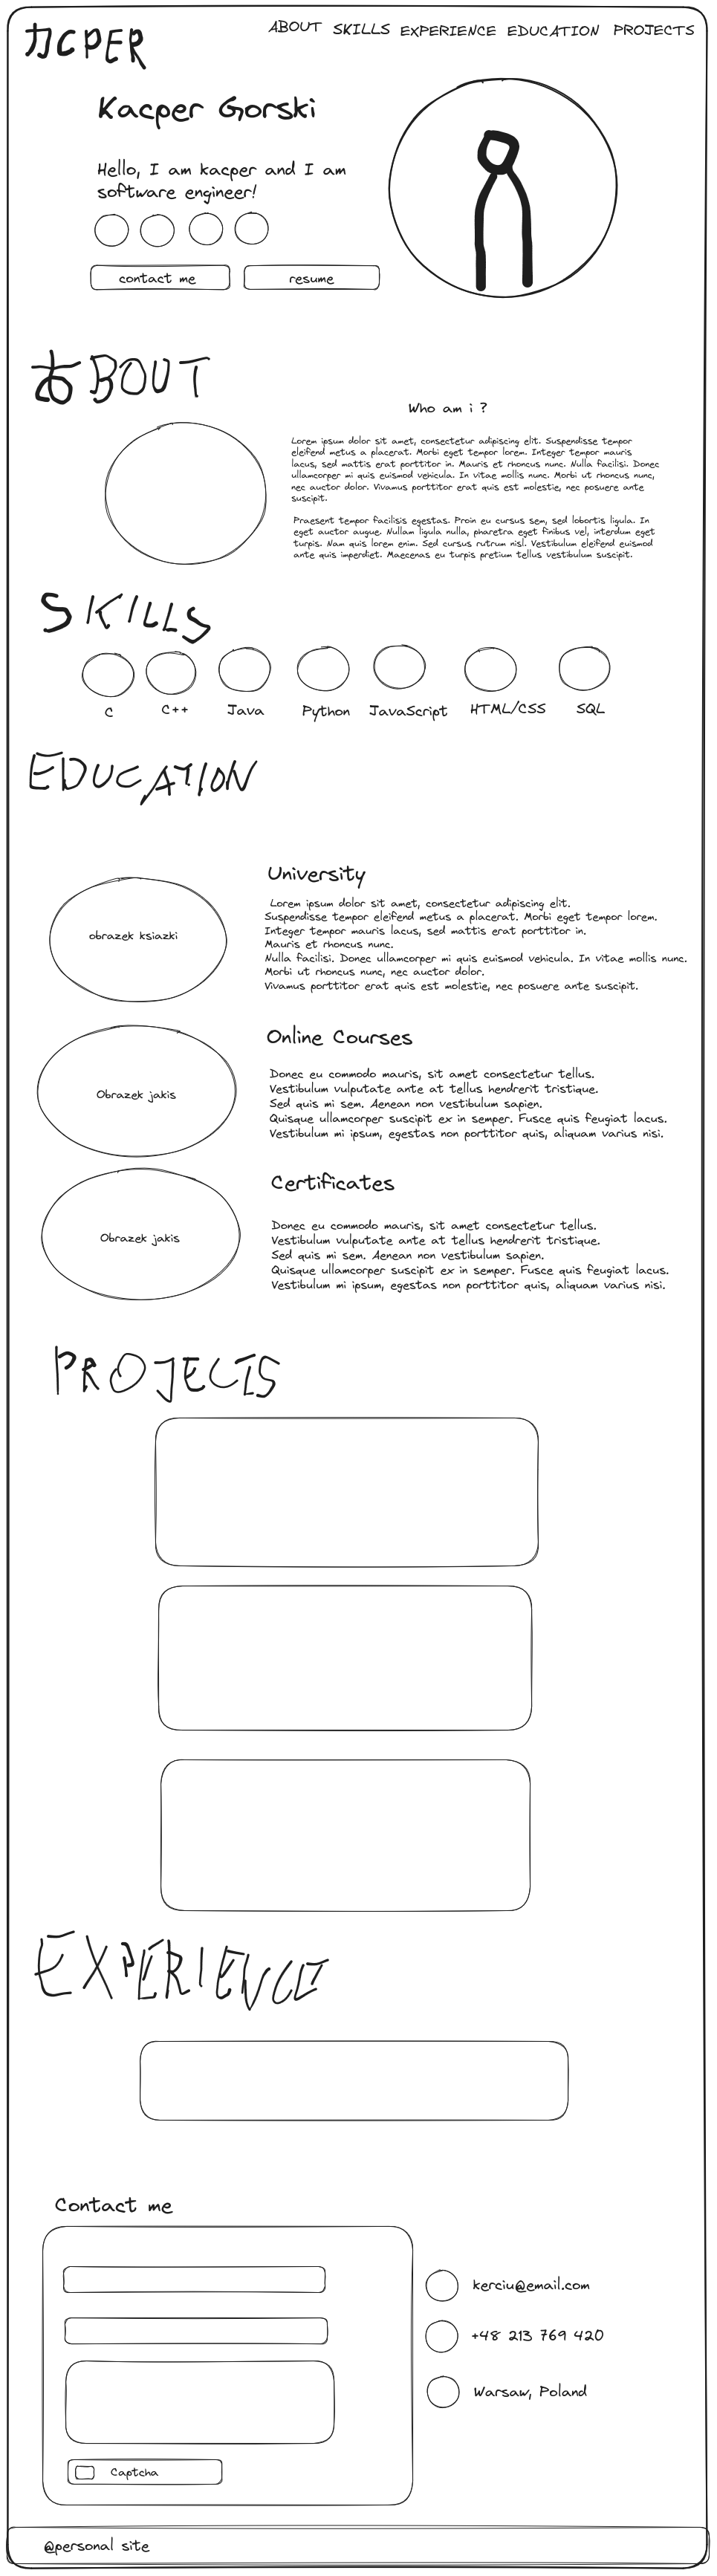 力CPER
ABOUT SKILLS EXPERIENCE EDUCATION PROJECTS
Kacper Gorski
Hello, I am kacper and I am
software engineer!
contact me resume
あBOUT
Who am i ?
Lorem ipsum dolor sit amet, consectetur adipiscing elit. Suspendisse tempor
eleifend metus a placerat. Morbi eget tempor lorem. Integer tempor mauris
lacus, sed mattis erat porttitor in. Mauris et rhoncus nunc. Nulla facilisi. Donec
ullamcorper mi quis euismod vehicula. In vitae mollis nunc. Morbi ut rhoncus nunc,
nec auctor dolor. Vivamus porttitor erat quis est molestie, nec posuere ante
suscipit.
Praesent tempor facilisis egestas. Proin eu cursus sem, sed lobortis ligula. In
eget auctor augue. Nullam ligula nulla, pharetra eget finibus vel, interdum eget
turpis. Nam quis lorem enim. Sed cursus rutrum nisl. Vestibulum eleifend euismod
ante quis imperdiet. Maecenas eu turpis pretium tellus vestibulum suscipit.
SKILLS
C C++ Java Python JavaScript HTML/CSS SQL
EDUCATION
University
obrazek ksiazki
Lorem ipsum dolor sit amet, consectetur adipiscing elit.
Suspendisse tempor eleifend metus a placerat. Morbi eget tempor lorem.
Integer tempor mauris lacus, sed mattis erat porttitor in.
Mauris et rhoncus nunc.
Nulla facilisi. Donec ullamcorper mi quis euismod vehicula. In vitae mollis nunc.
Morbi ut rhoncus nunc, nec auctor dolor.
Vivamus porttitor erat quis est molestie, nec posuere ante suscipit.
Online Courses
Obrazek jakis
Donec eu commodo mauris, sit amet consectetur tellus.
Vestibulum vulputate ante at tellus hendrerit tristique.
Sed quis mi sem. Aenean non vestibulum sapien.
Quisque ullamcorper suscipit ex in semper. Fusce quis feugiat lacus.
Vestibulum mi ipsum, egestas non porttitor quis, aliquam varius nisi.
Certificates
Obrazek jakis
Donec eu commodo mauris, sit amet consectetur tellus.
Vestibulum vulputate ante at tellus hendrerit tristique.
Sed quis mi sem. Aenean non vestibulum sapien.
Quisque ullamcorper suscipit ex in semper. Fusce quis feugiat lacus.
Vestibulum mi ipsum, egestas non porttitor quis, aliquam varius nisi.
PROJECTS
EXPERIENCE
Contact me
kerciu@email.com
+48 213 769 420
Warsaw, Poland
Captcha
@personal site